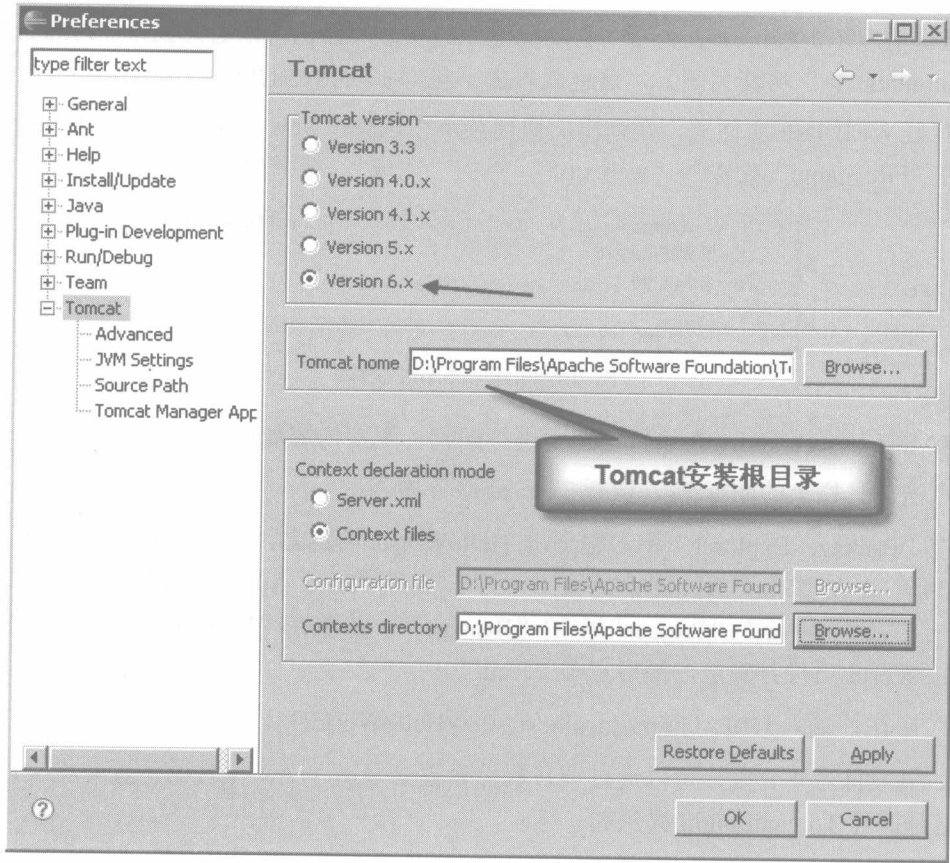 Preferences
type filter text
General
Ant
Help
Install/Update
Java
Plug-in Development
Run/Debug
Team
Tomcat
Advanced
JVM Settings
Source Path
Tomcat Manager App
Tomcat
Tomcat version
Version 3.3
Version 4.0.x
Version 4.1.x
Version 5.x
Version 6.x
Tomcat home D:\Program Files\Apache Software Foundation\T Browse...
Tomcat安装根目录
Context declaration mode
Server.xml
Context files
Configuration file D:\Program Files\Apache Software Found Browse...
Contexts directory D:\Program Files\Apache Software Found Browse...
Restore Defaults Apply
? OK Cancel